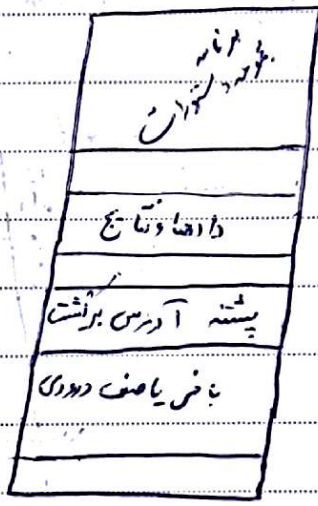 برنامه
مجموعه دستورات
داده‌ها و نتایج
پشته آدرس برگشت
بافر یا صف ورودی